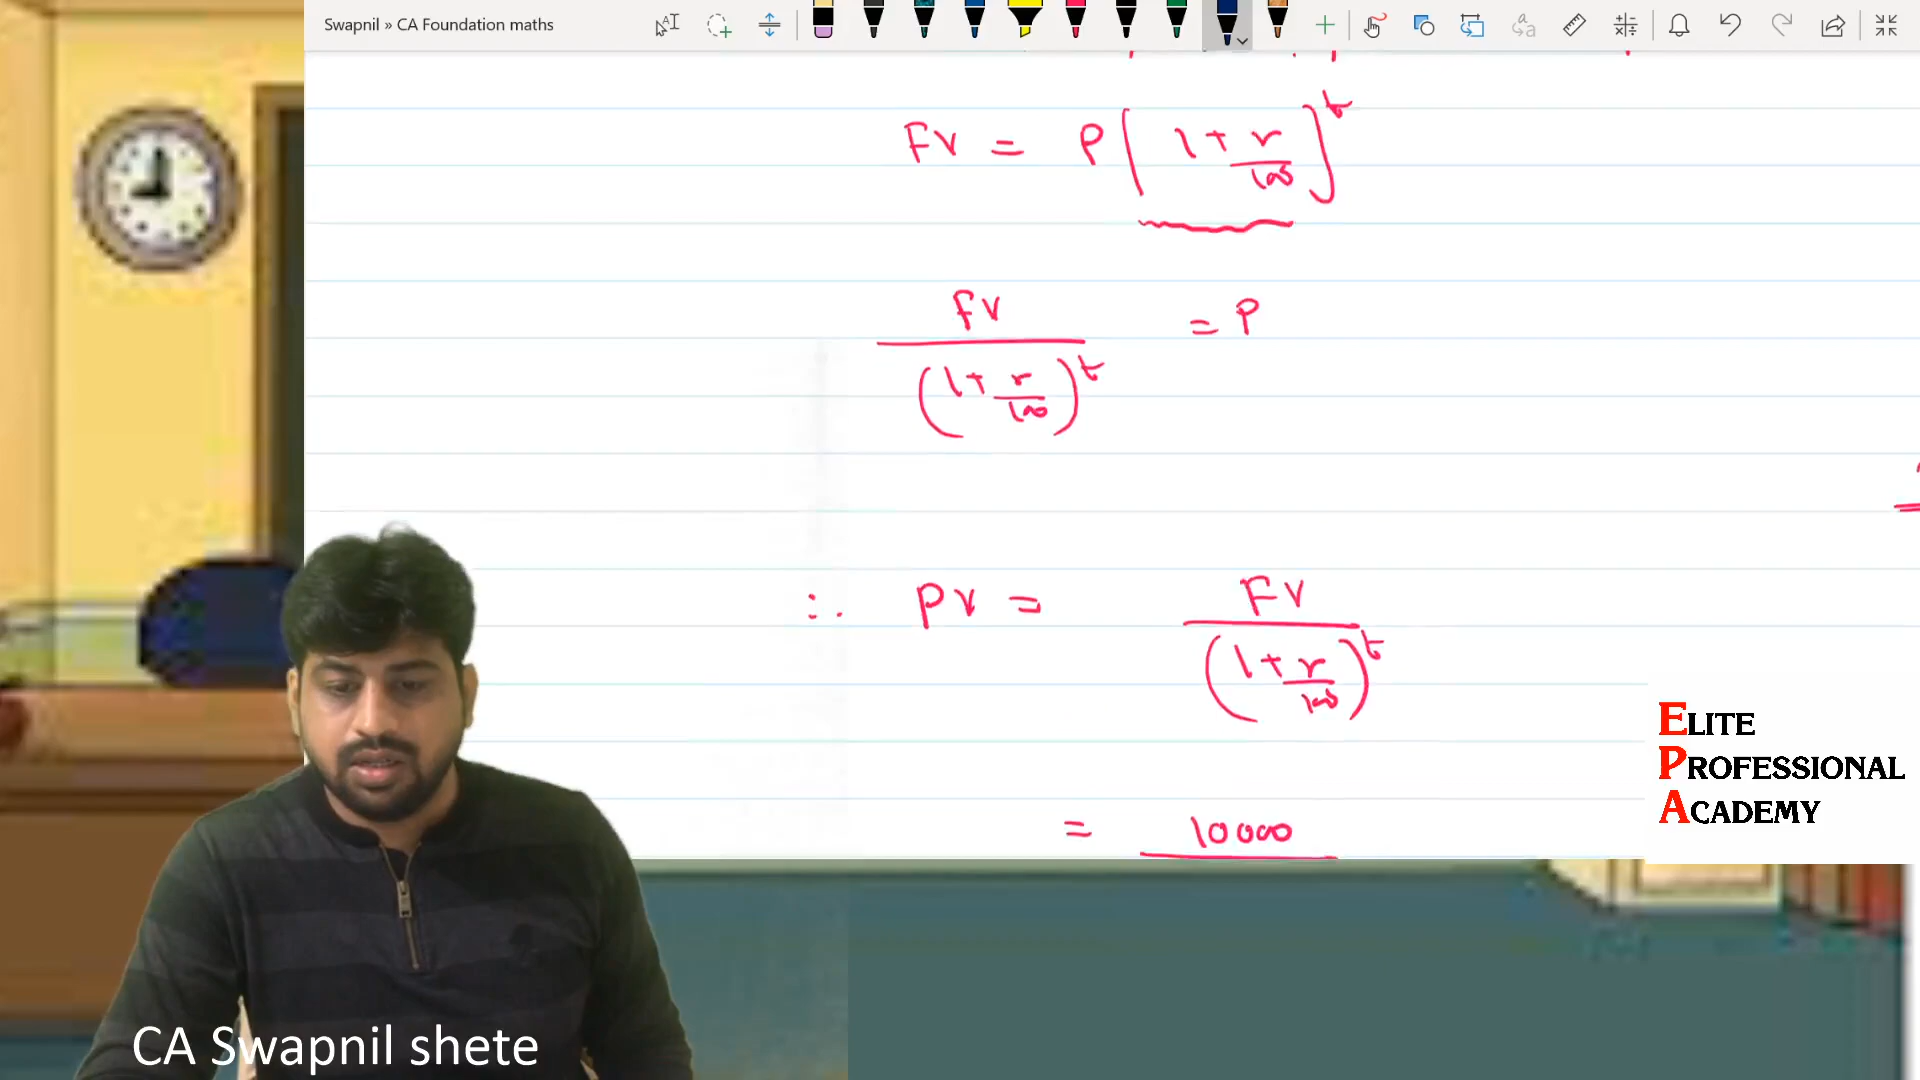 Swapnil » CA Foundation maths
FV = P [ 1 + r/100 ]^t
FV / (1 + r/100)^t = P
∴ PV = FV / (1 + r/100)^t
= 10000
ELITE
PROFESSIONAL
ACADEMY
CA Swapnil shete